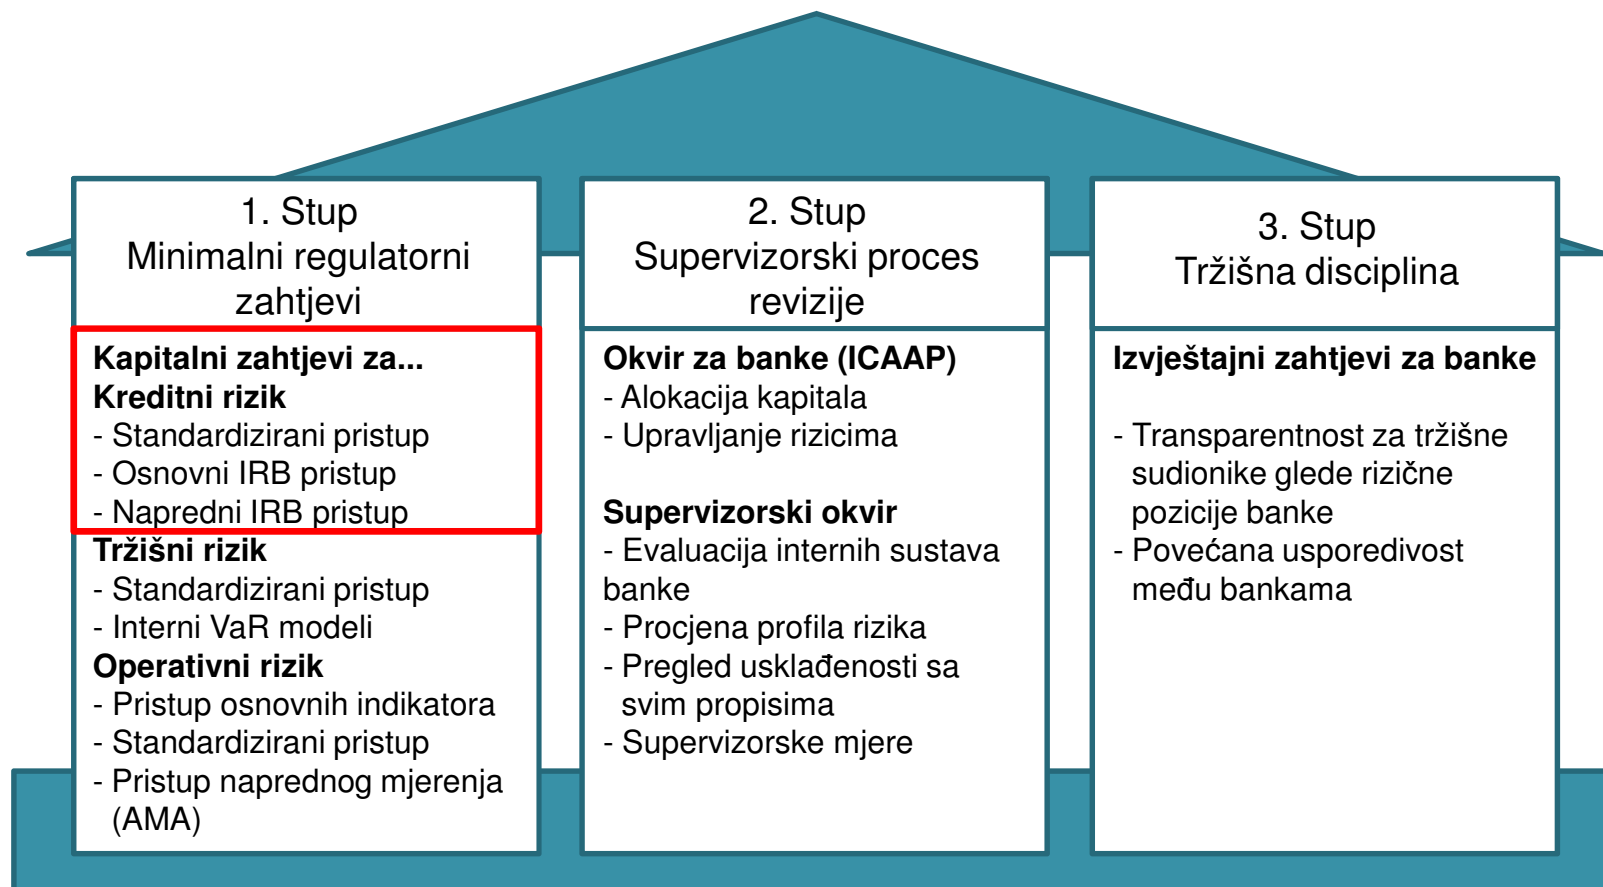 1. Stup
Minimalni regulatorni
zahtjevi
Kapitalni zahtjevi za...
Kreditni rizik
- Standardizirani pristup
- Osnovni IRB pristup
- Napredni IRB pristup
Tržišni rizik
- Standardizirani pristup
- Interni VaR modeli
Operativni rizik
- Pristup osnovnih indikatora
- Standardizirani pristup
- Pristup naprednog mjerenja
(AMA)
2. Stup
Supervizorski proces
revizije
Okvir za banke (ICAAP)
- Alokacija kapitala
- Upravljanje rizicima
Supervizorski okvir
- Evaluacija internih sustava
banke
- Procjena profila rizika
- Pregled usklađenosti sa
svim propisima
- Supervizorske mjere
3. Stup
Tržišna disciplina
Izvještajni zahtjevi za banke
- Transparentnost za tržišne
sudionike glede rizične
pozicije banke
- Povećana usporedivost
među bankama